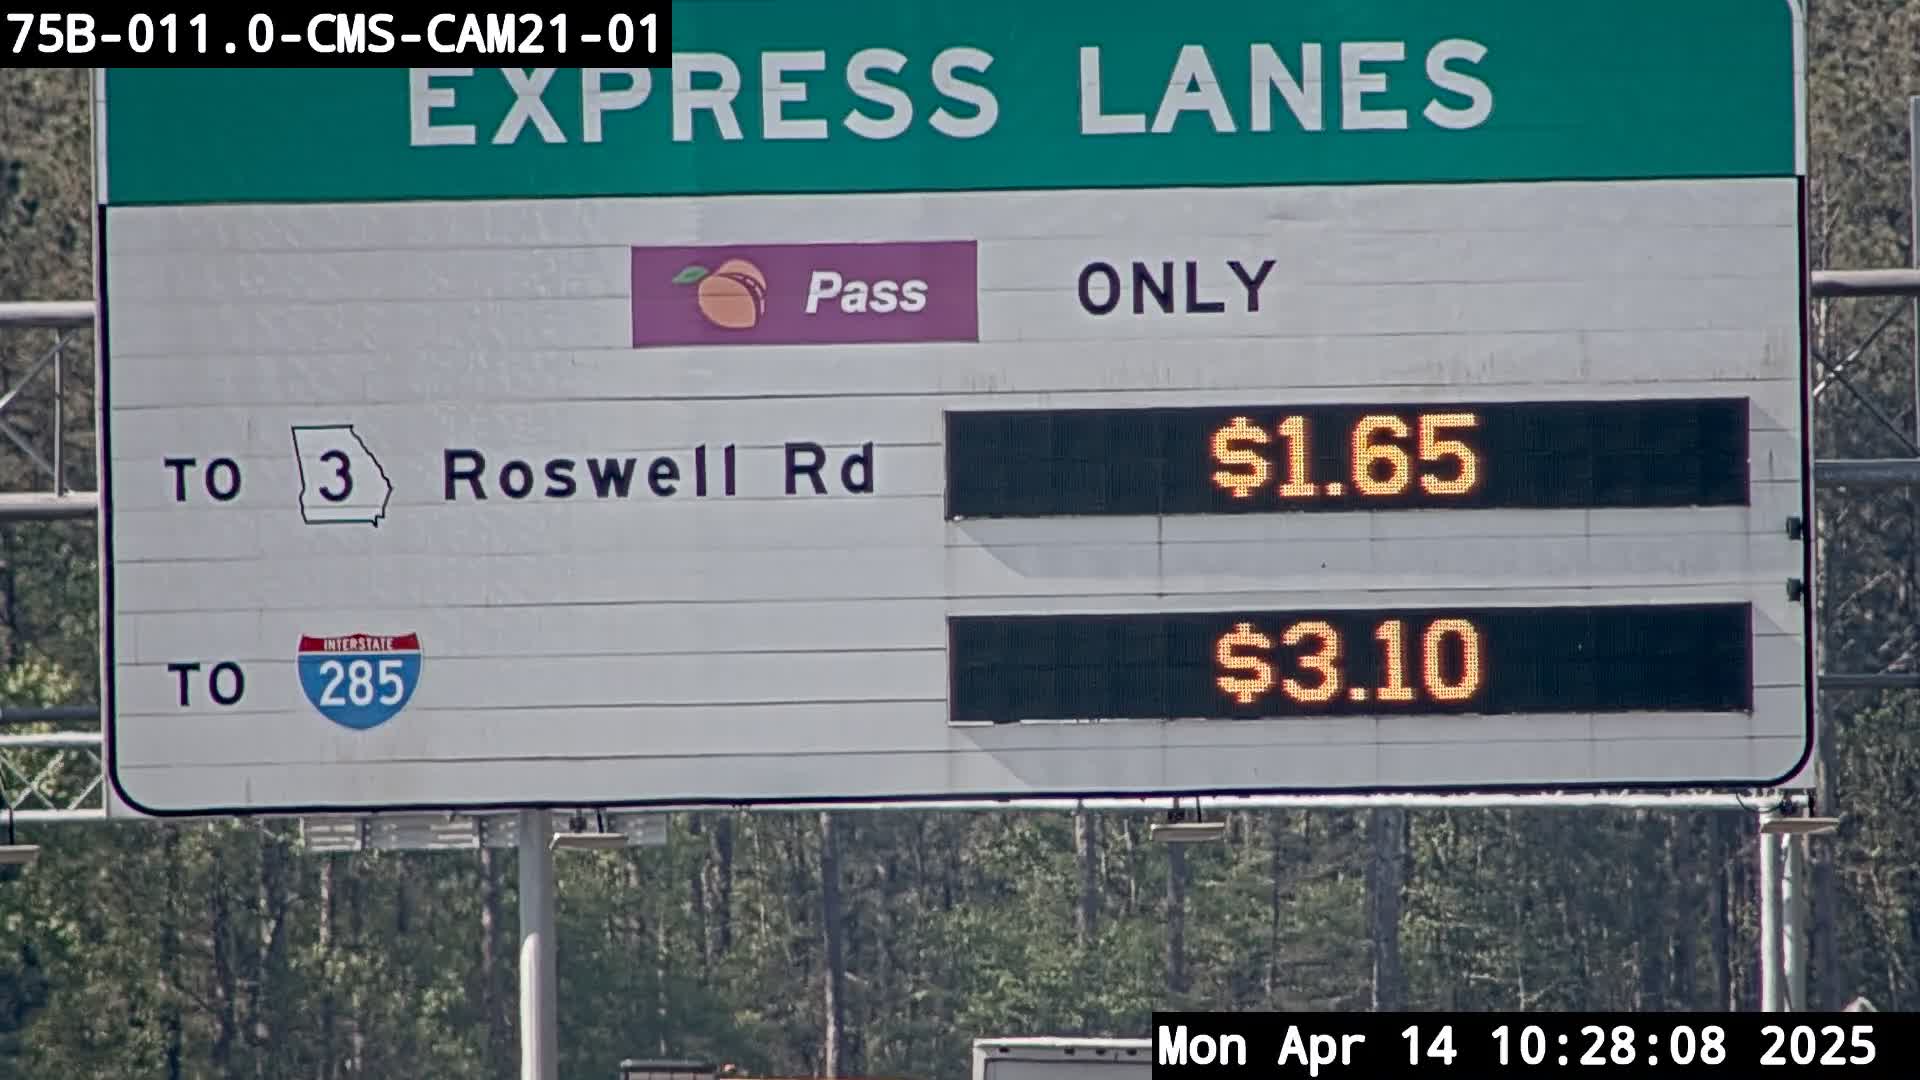 75B-011.0-CMS-CAM21-01
EXPRESS LANES
Pass ONLY
TO 3 Roswell Rd $1.65
TO INTERSTATE 285 $3.10
Mon Apr 14 10:28:08 2025